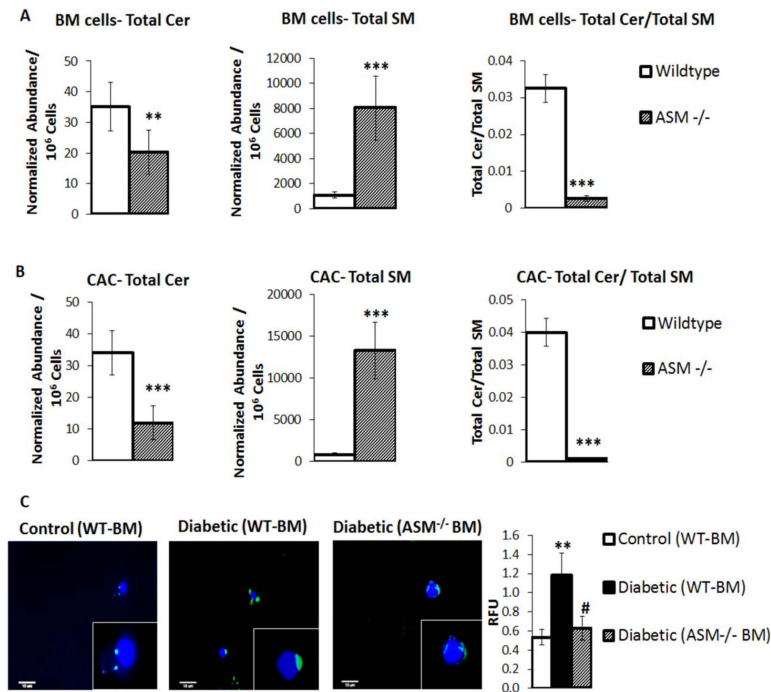 A
BM cells- Total Cer
BM cells- Total SM
BM cells- Total Cer/Total SM
Normalized Abundance/
10⁶ Cells
40
35
30
25
20
15
10
5
0
**
Normalized Abundance/
10⁶ Cells
12000
10000
8000
6000
4000
2000
0
***
Total Cer/Total SM
0.04
0.03
0.02
0.01
0
***
Wildtype
ASM -/-
B
CAC- Total Cer
CAC- Total SM
CAC- Total Cer/ Total SM
Normalized Abundance /
10⁶ Cells
50
40
30
20
10
0
***
Normalized Abundance /
10⁶ Cells
20000
15000
10000
5000
0
***
Total Cer/Total SM
0.05
0.04
0.03
0.02
0.01
0
***
Wildtype
ASM -/-
C
Control (WT-BM)
Diabetic (WT-BM)
Diabetic (ASM⁻/⁻ BM)
RFU
1.6
1.4
1.2
1.0
0.8
0.6
0.4
0.2
0.0
**
#
Control (WT-BM)
Diabetic (WT-BM)
Diabetic (ASM-/- BM)